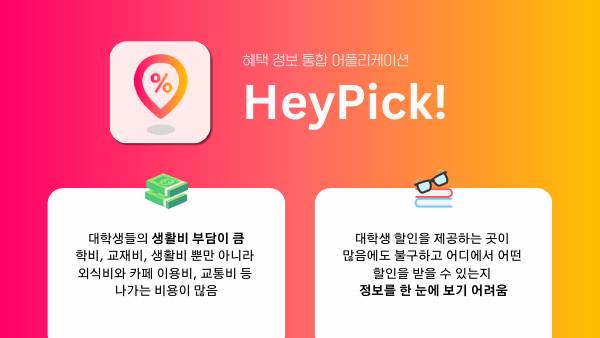 혜택 정보 통합 어플리케이션
HeyPick!
%
대학생들의 생활비 부담이 큼
학비, 교재비, 생활비 뿐만 아니라
외식비와 카페 이용비, 교통비 등
나가는 비용이 많음
대학생 할인을 제공하는 곳이
많음에도 불구하고 어디에서 어떤
할인을 받을 수 있는지
정보를 한 눈에 보기 어려움